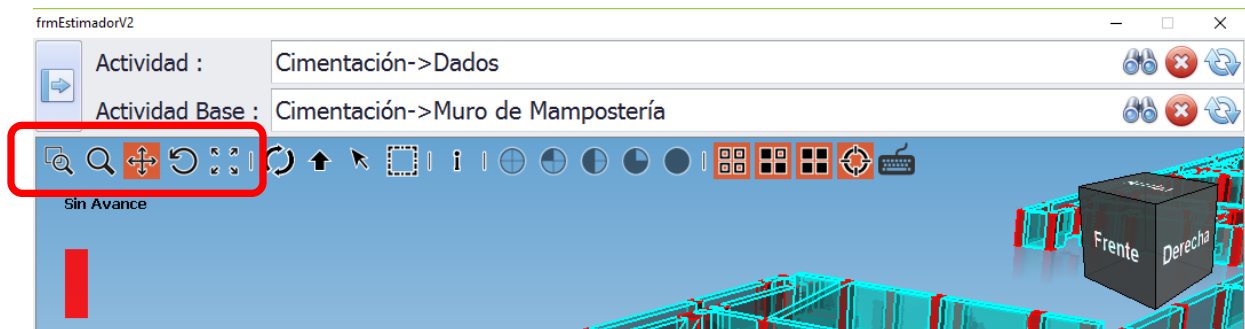 frmEstimadorV2
Actividad : Cimentación->Dados
Actividad Base : Cimentación->Muro de Mampostería
Sin Avance
Frente
Derecha